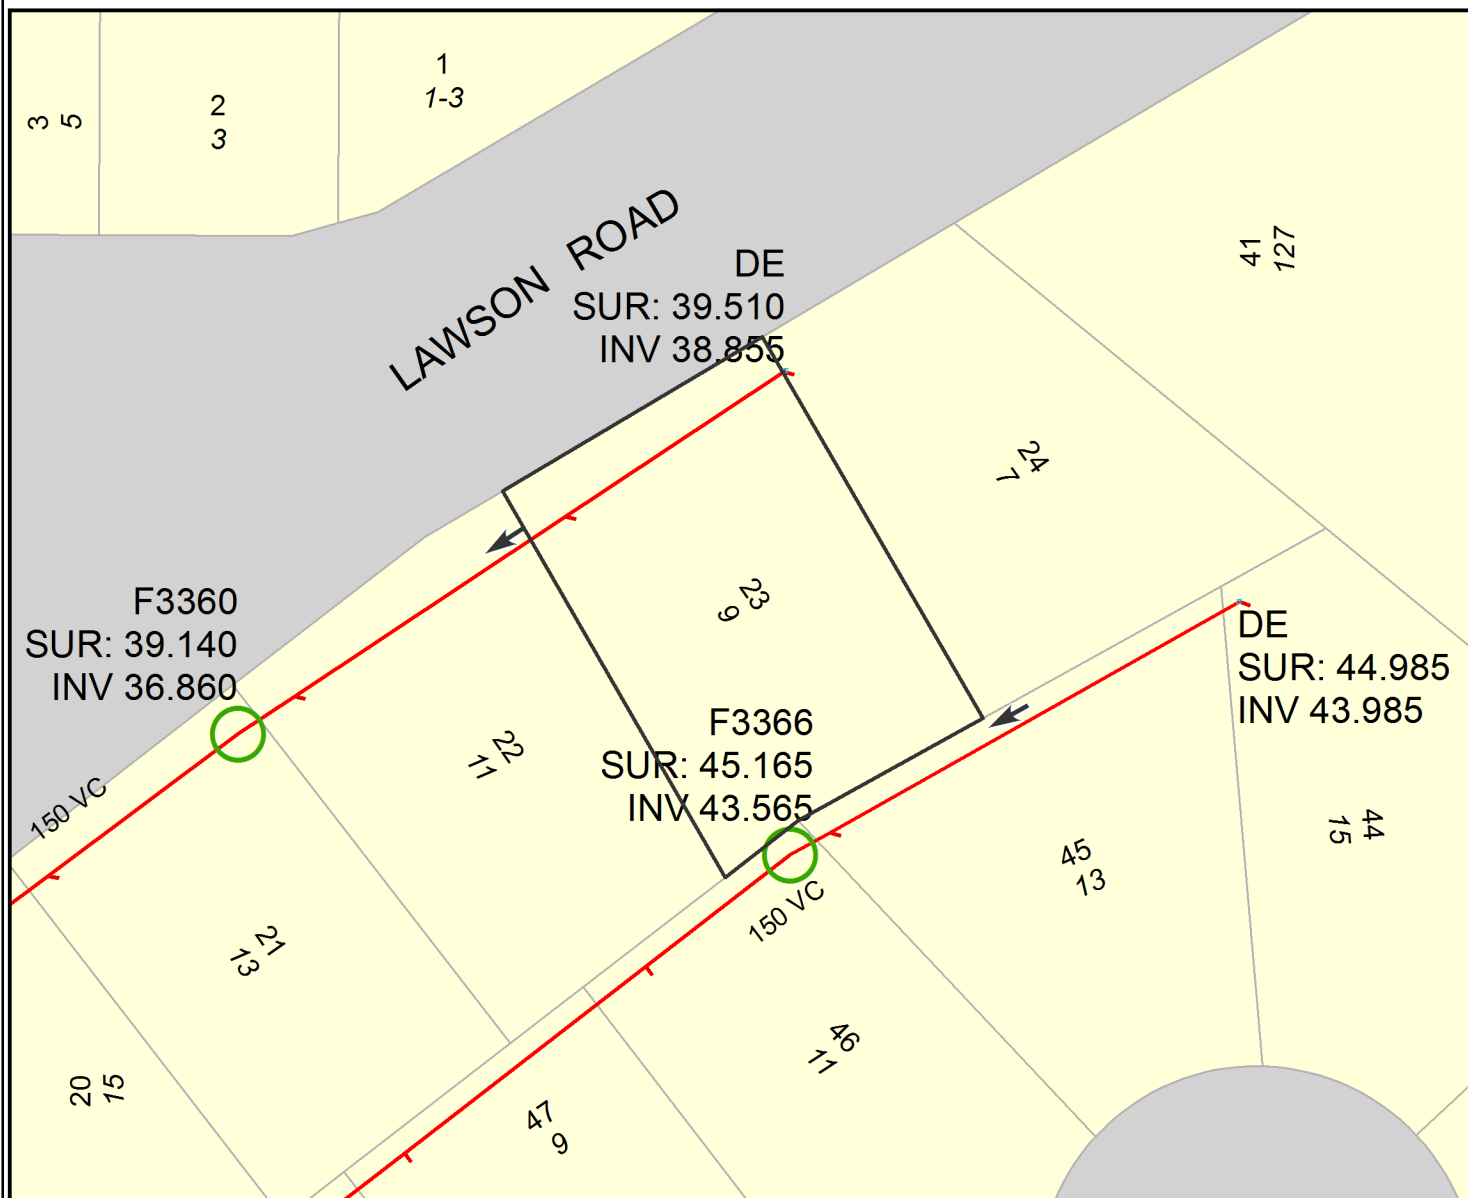 1
1-3
2
3
3
5
LAWSON ROAD
41
127
DE
SUR: 39.510
INV 38.855
24
7
23
9
F3360
SUR: 39.140
INV 36.860
DE
SUR: 44.985
INV 43.985
F3366
SUR: 45.165
INV 43.565
22
11
150 VC
44
15
45
13
150 VC
21
13
46
11
20
15
47
9